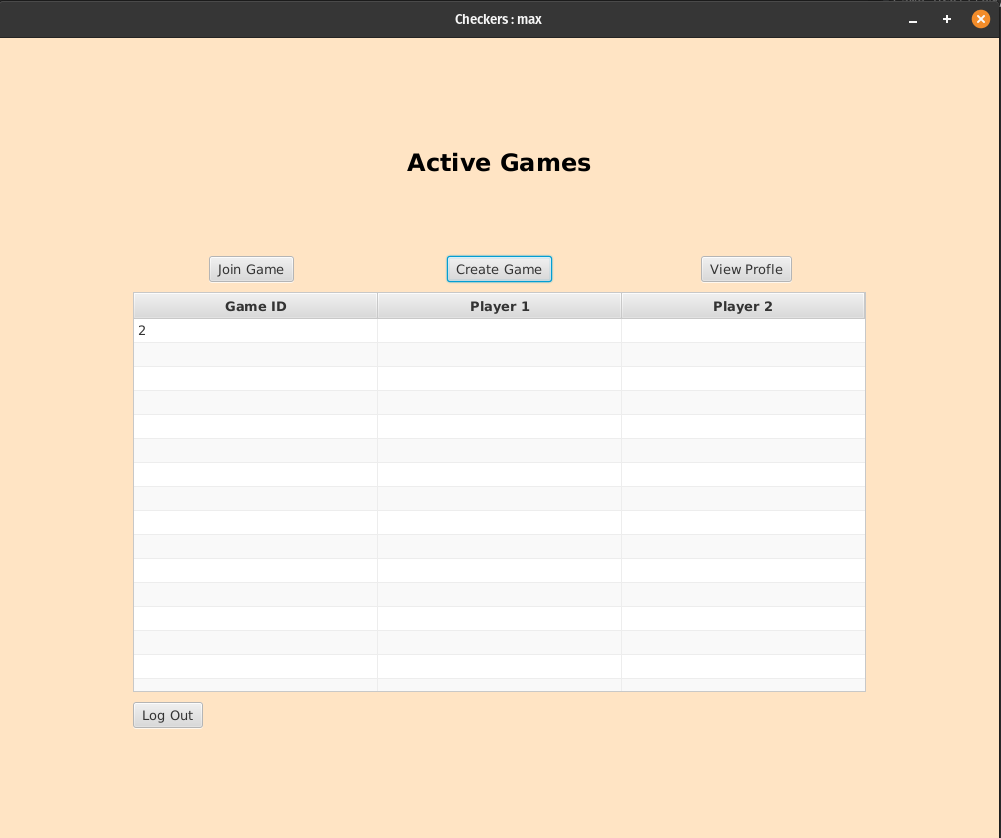 Checkers : max
Active Games
Join Game Create Game View Profle
Game ID Player 1 Player 2
2
Log Out